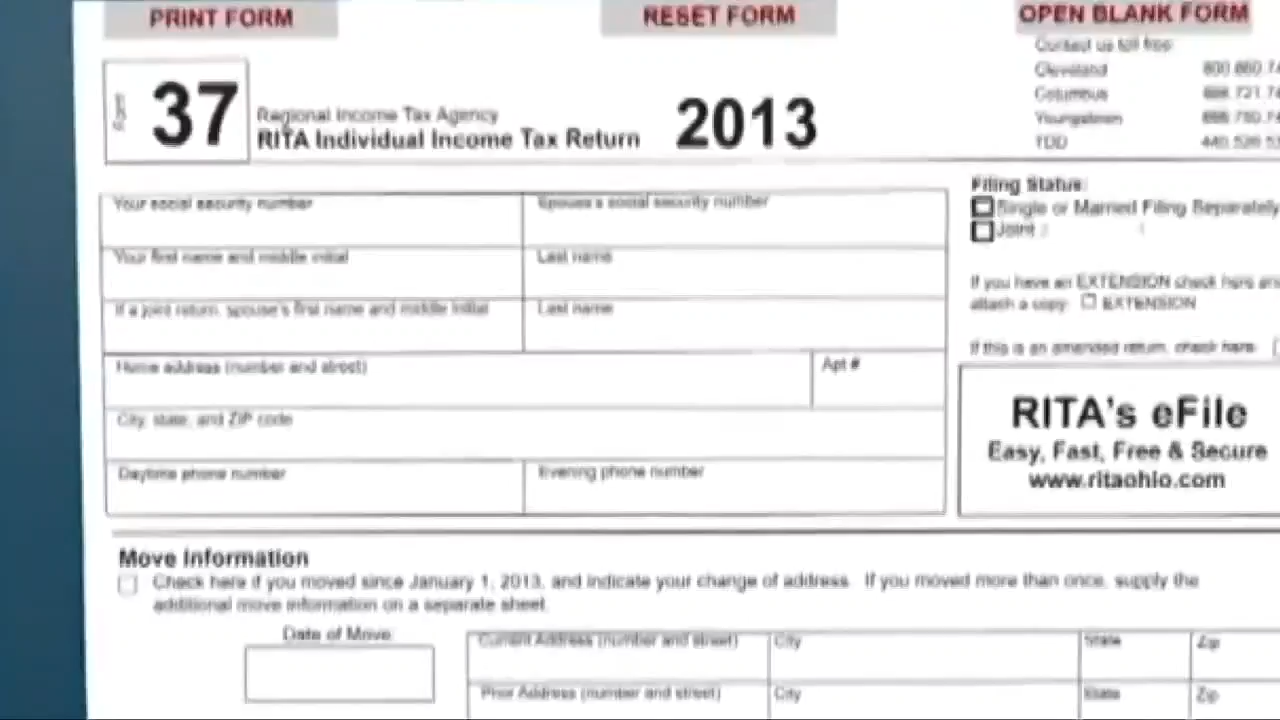 PRINT FORM
RESET FORM
OPEN BLANK FORM
Contact us toll free
Cleveland
Columbus
Youngstown
TDD
Form
37
Regional Income Tax Agency
RITA Individual Income Tax Return
2013
Your social security number
Spouse's social security number
Your first name and middle initial
Last name
If a joint return, spouse's first name and middle initial
Last name
Home address (number and street)
Apt #
City, state, and ZIP code
Daytime phone number
Evening phone number
Filing Status:
Single or Married Filing Separately
Joint
If you have an EXTENSION check here and
attach a copy: EXTENSION
If this is an amended return, check here
RITA's eFile
Easy, Fast, Free & Secure
www.ritaohio.com
Move Information
Check here if you moved since January 1, 2013, and indicate your change of address. If you moved more than once, supply the
additional move information on a separate sheet.
Date of Move:
Current Address (number and street)
City
State
Zip
Prior Address (number and street)
City
State
Zip